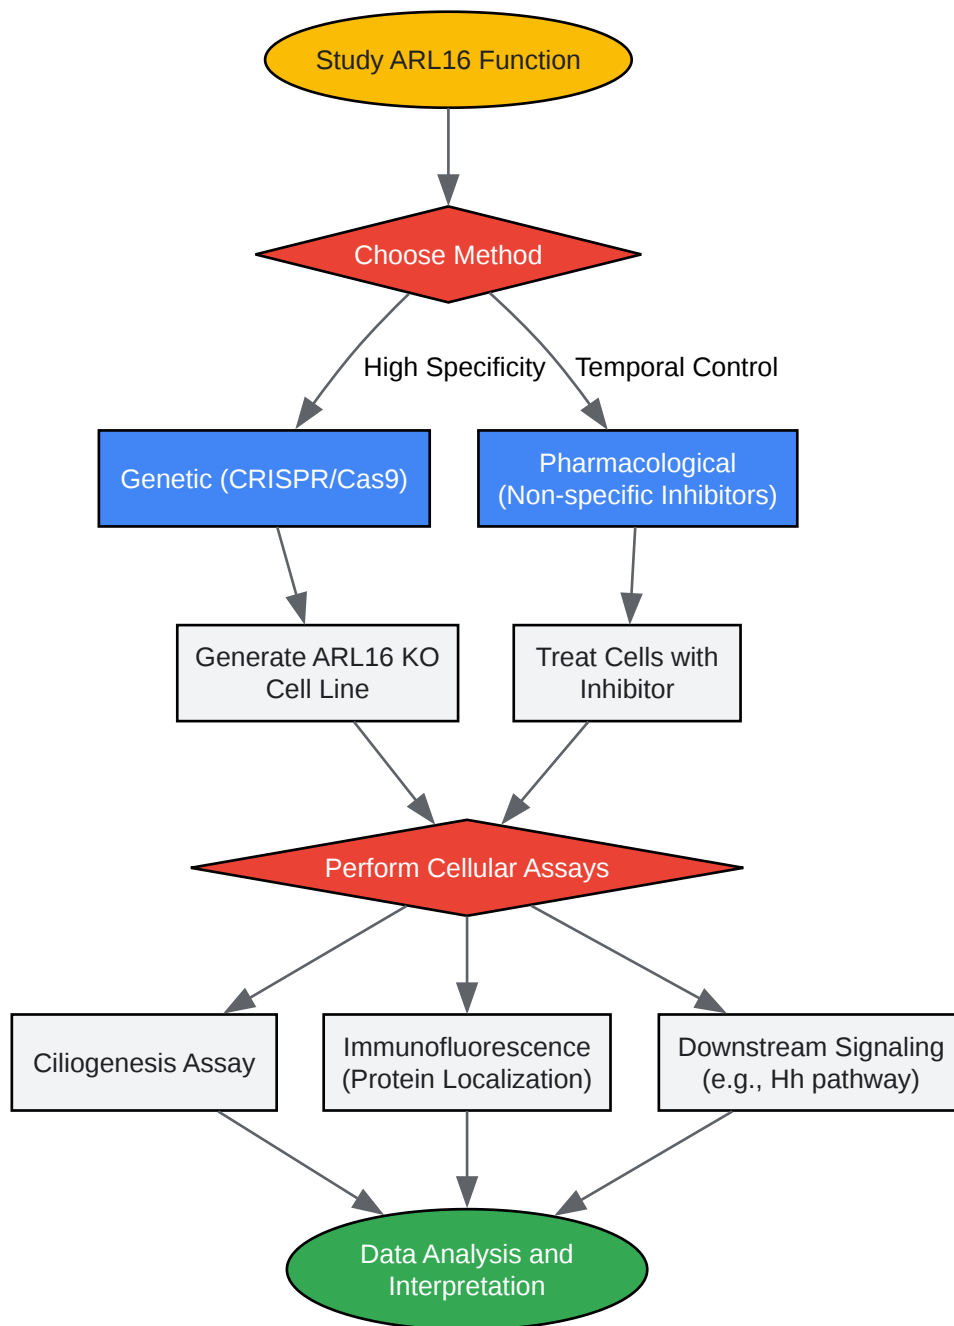 Study ARL16 Function
Choose Method
High Specificity
Temporal Control
Genetic (CRISPR/Cas9)
Pharmacological
(Non-specific Inhibitors)
Generate ARL16 KO
Cell Line
Treat Cells with
Inhibitor
Perform Cellular Assays
Ciliogenesis Assay
Immunofluorescence
(Protein Localization)
Downstream Signaling
(e.g., Hh pathway)
Data Analysis and
Interpretation